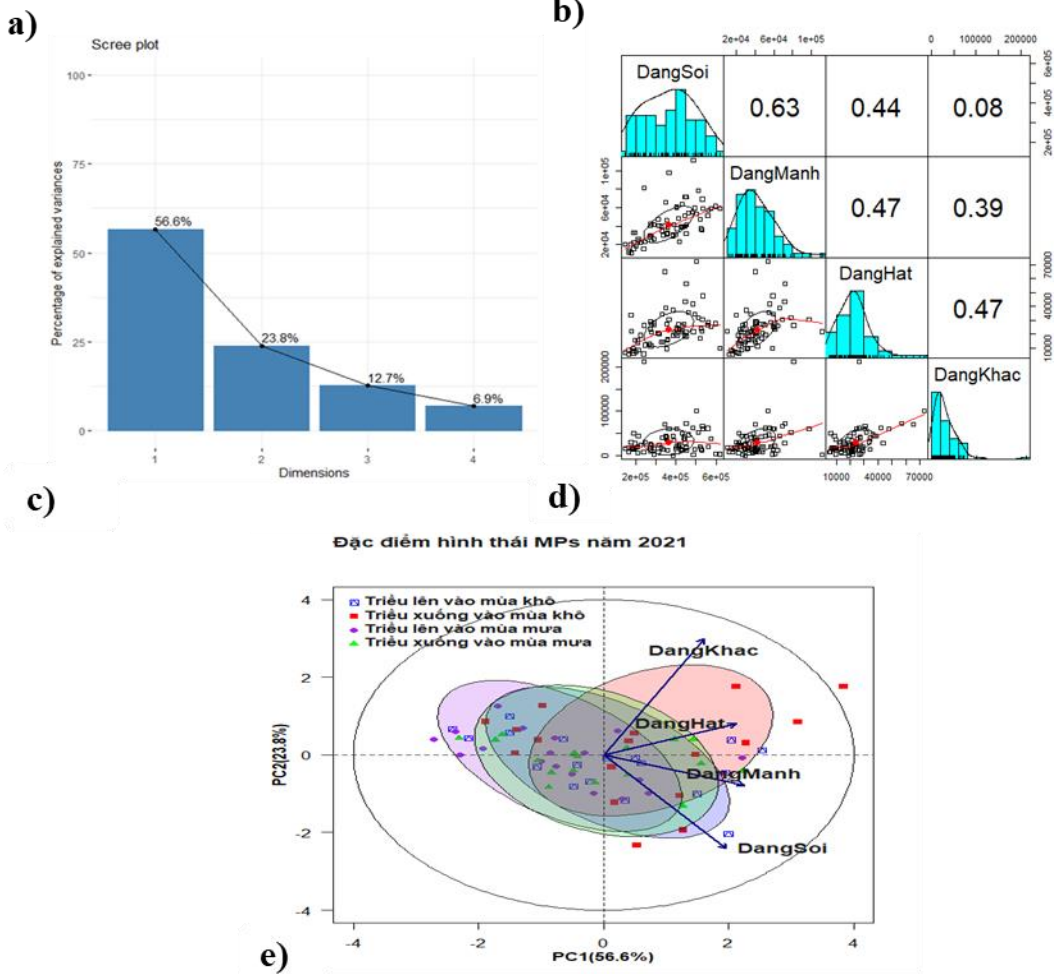 a)
Scree plot
Percentage of explained variances
100
75
50
25
0
56.6%
23.8%
12.7%
6.9%
1 2 3 4
Dimensions
b)
2e+04 6e+04 1e+05
0 100000 200000
DangSoi 0.63 0.44 0.08
2e+05 4e+05 6e+05
2e+04 6e+04 1e+05
DangManh 0.47 0.39
DangHat 0.47
10000 40000 70000
0 100000 200000
DangKhac
2e+05 4e+05 6e+05
10000 40000 70000
c)
d)
Đặc điểm hình thái MPs năm 2021
Triều lên vào mùa khô
Triều xuống vào mùa khô
Triều lên vào mùa mưa
Triều xuống vào mùa mưa
PC2(23.8%)
4
2
0
-2
-4
DangKhac
DangHat
DangManh
DangSoi
-4 -2 0 2 4
PC1(56.6%)
e)